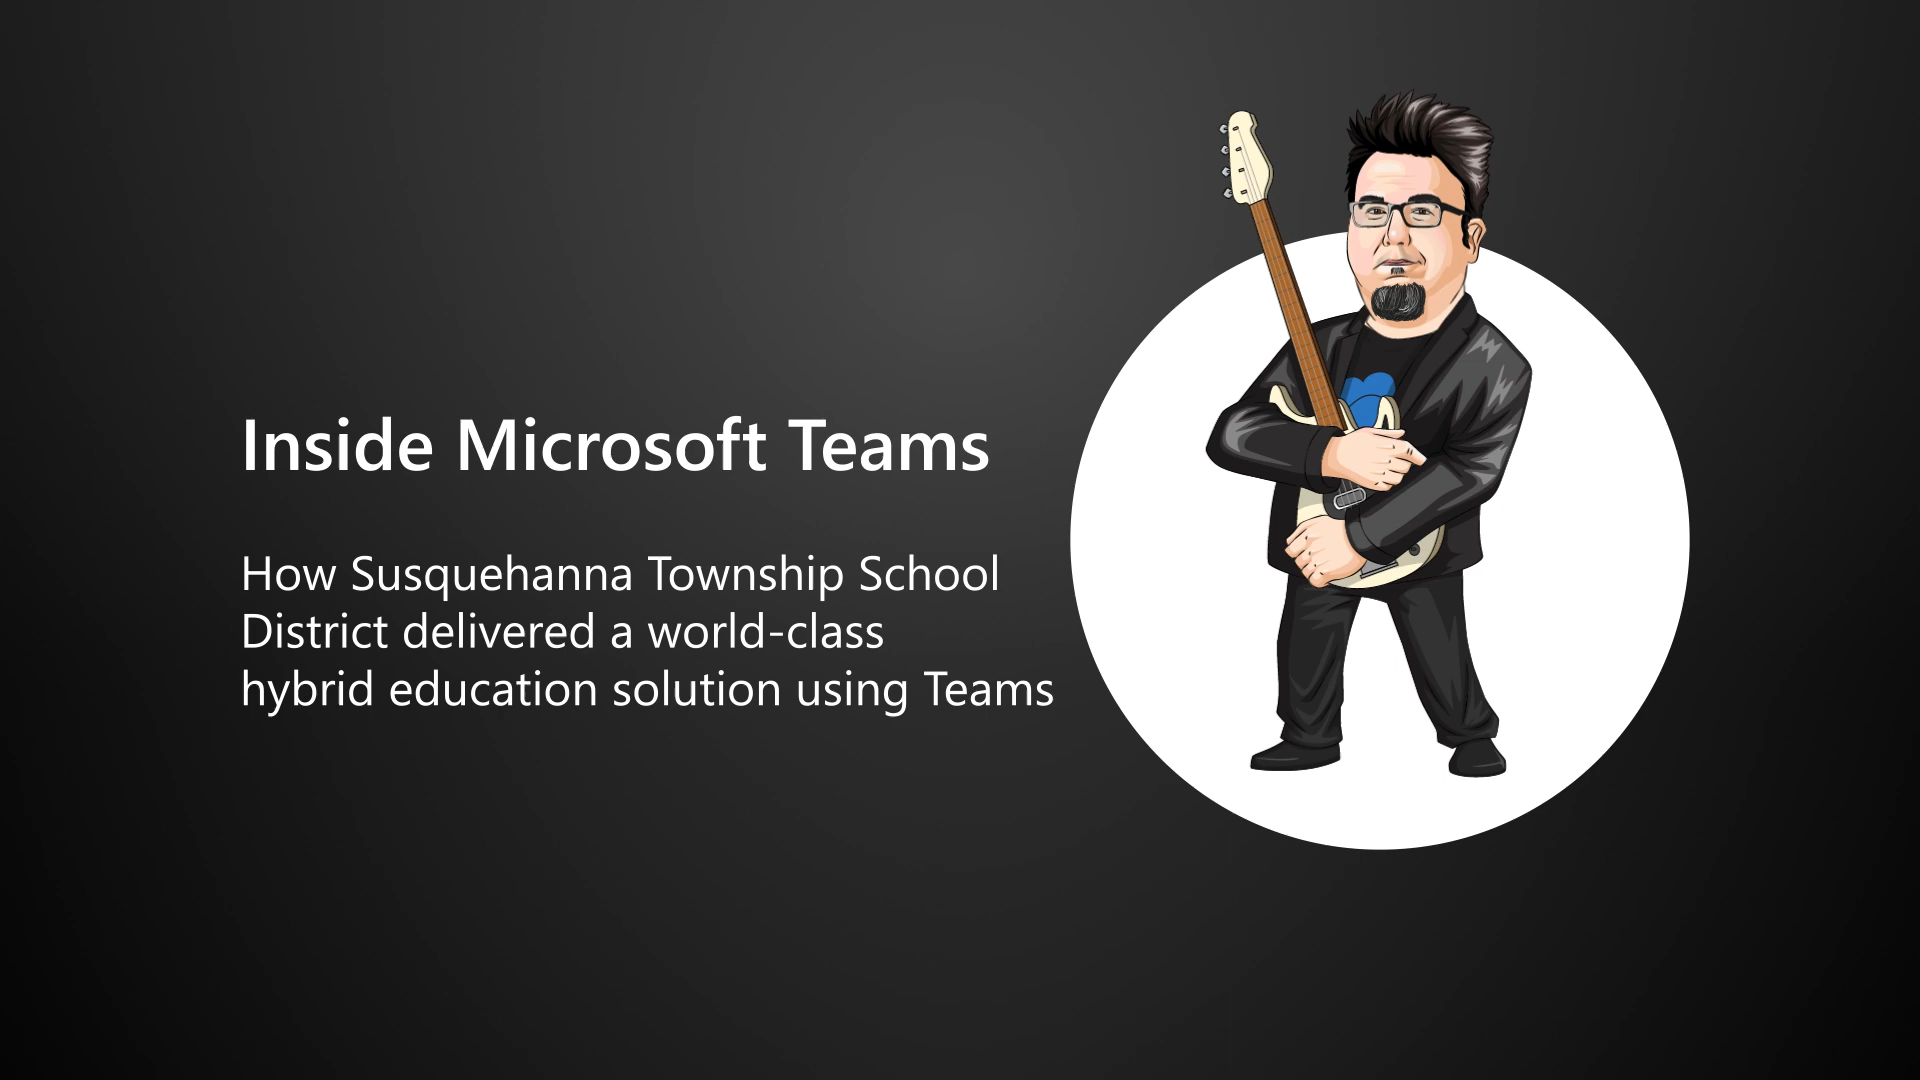 Inside Microsoft Teams
How Susquehanna Township School
District delivered a world-class
hybrid education solution using Teams